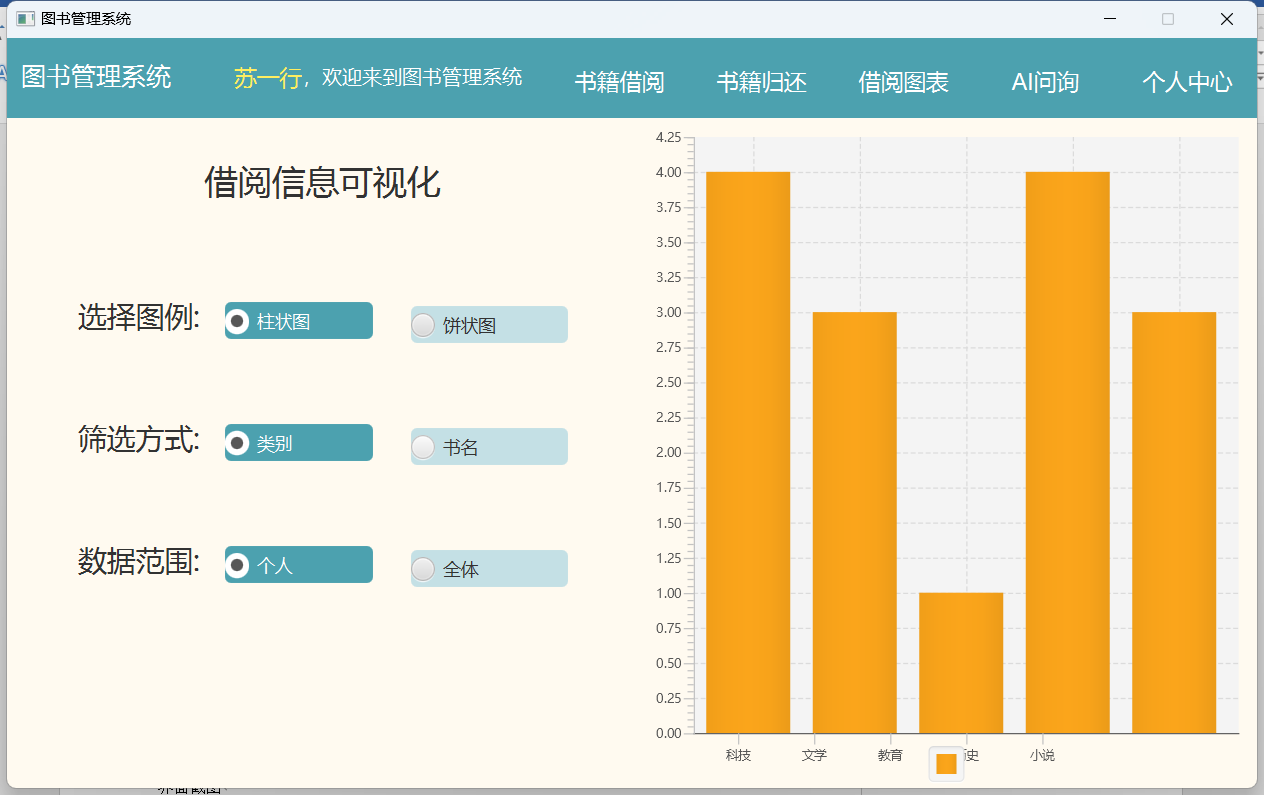 图书管理系统
图书管理系统 苏一行，欢迎来到图书管理系统 书籍借阅 书籍归还 借阅图表 AI问询 个人中心
借阅信息可视化
选择图例: 柱状图 饼状图
筛选方式: 类别 书名
数据范围: 个人 全体
4.25
4.00
3.75
3.50
3.25
3.00
2.75
2.50
2.25
2.00
1.75
1.50
1.25
1.00
0.75
0.50
0.25
0.00
科技 文学 教育 史 小说